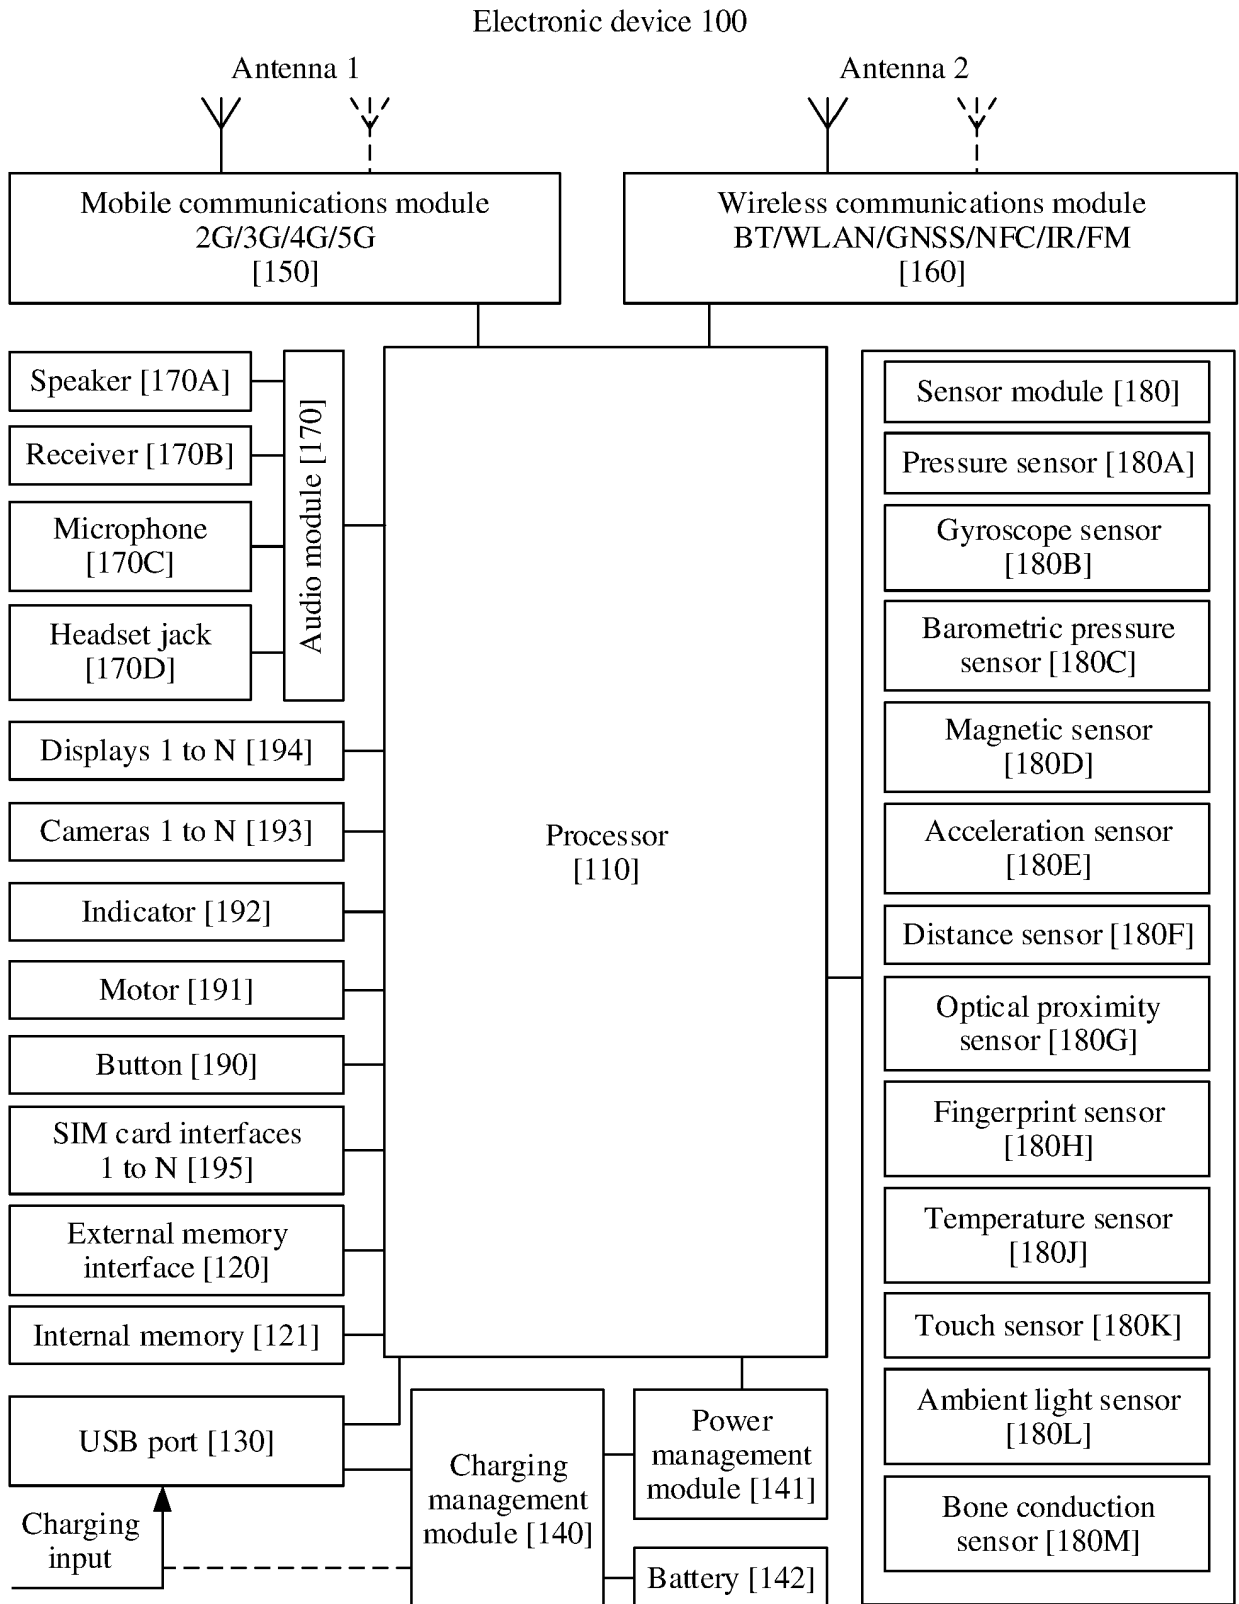 Electronic device 100
Antenna 1
Antenna 2
Mobile communications module
2G/3G/4G/5G
[150]
Wireless communications module
BT/WLAN/GNSS/NFC/IR/FM
[160]
Speaker [170A]
Receiver [170B]
Microphone
[170C]
Headset jack
[170D]
Audio module [170]
Displays 1 to N [194]
Cameras 1 to N [193]
Indicator [192]
Motor [191]
Button [190]
SIM card interfaces
1 to N [195]
External memory
interface [120]
Internal memory [121]
USB port [130]
Charging
input
Processor
[110]
Charging
management
module [140]
Power
management
module [141]
Battery [142]
Sensor module [180]
Pressure sensor [180A]
Gyroscope sensor
[180B]
Barometric pressure
sensor [180C]
Magnetic sensor
[180D]
Acceleration sensor
[180E]
Distance sensor [180F]
Optical proximity
sensor [180G]
Fingerprint sensor
[180H]
Temperature sensor
[180J]
Touch sensor [180K]
Ambient light sensor
[180L]
Bone conduction
sensor [180M]